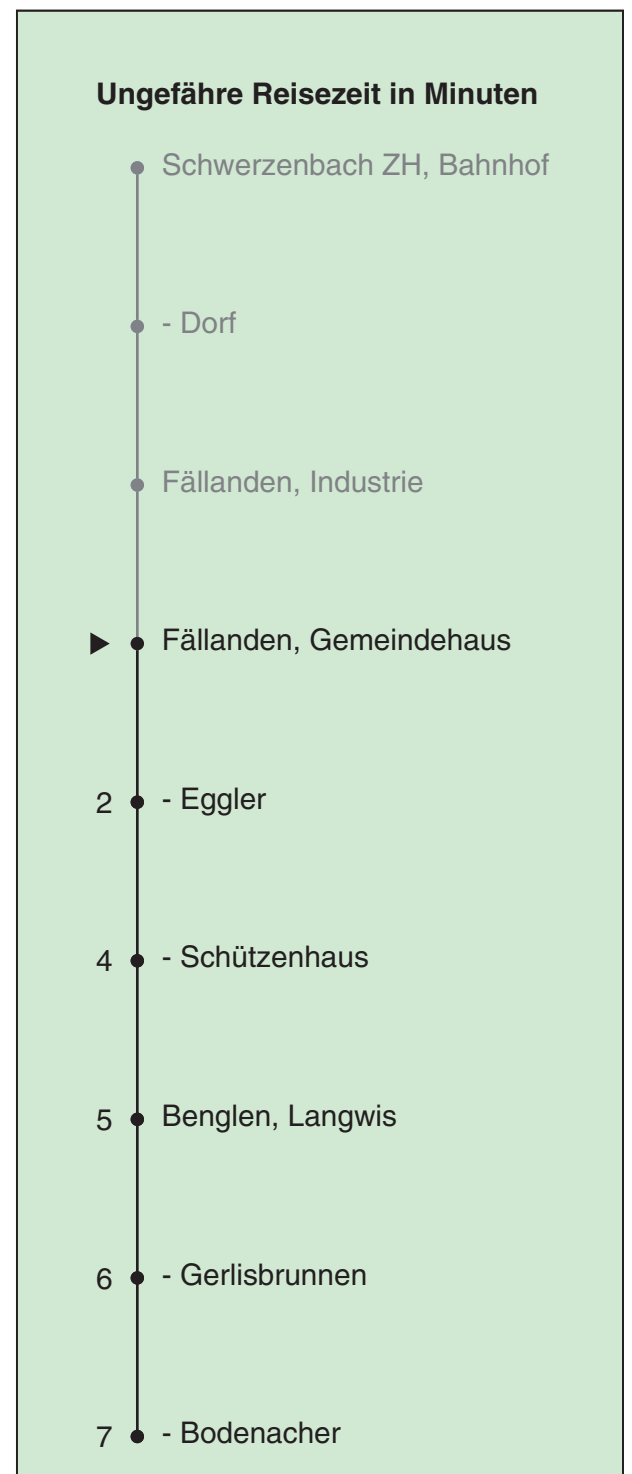 Ungefähre Reisezeit in Minuten
Schwerzenbach ZH, Bahnhof
- Dorf
Fällanden, Industrie
Fällanden, Gemeindehaus
2 - Eggler
4 - Schützenhaus
5 Benglen, Langwis
6 - Gerlisbrunnen
7 - Bodenacher